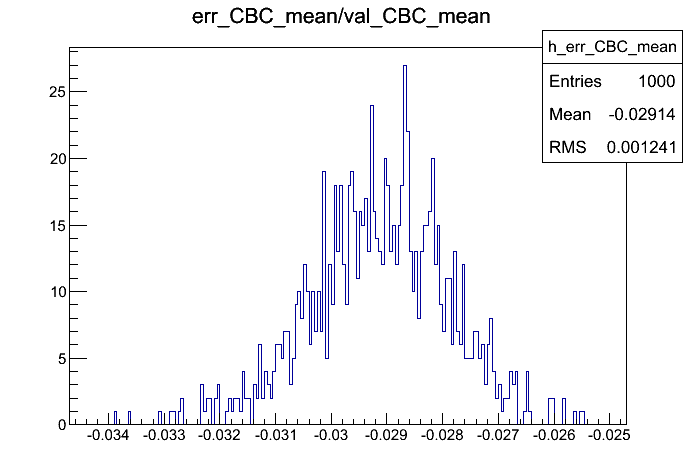 err_CBC_mean/val_CBC_mean
h_err_CBC_mean
Entries 1000
Mean -0.02914
RMS 0.001241
25
20
15
10
5
0
-0.034 -0.033 -0.032 -0.031 -0.03 -0.029 -0.028 -0.027 -0.026 -0.025